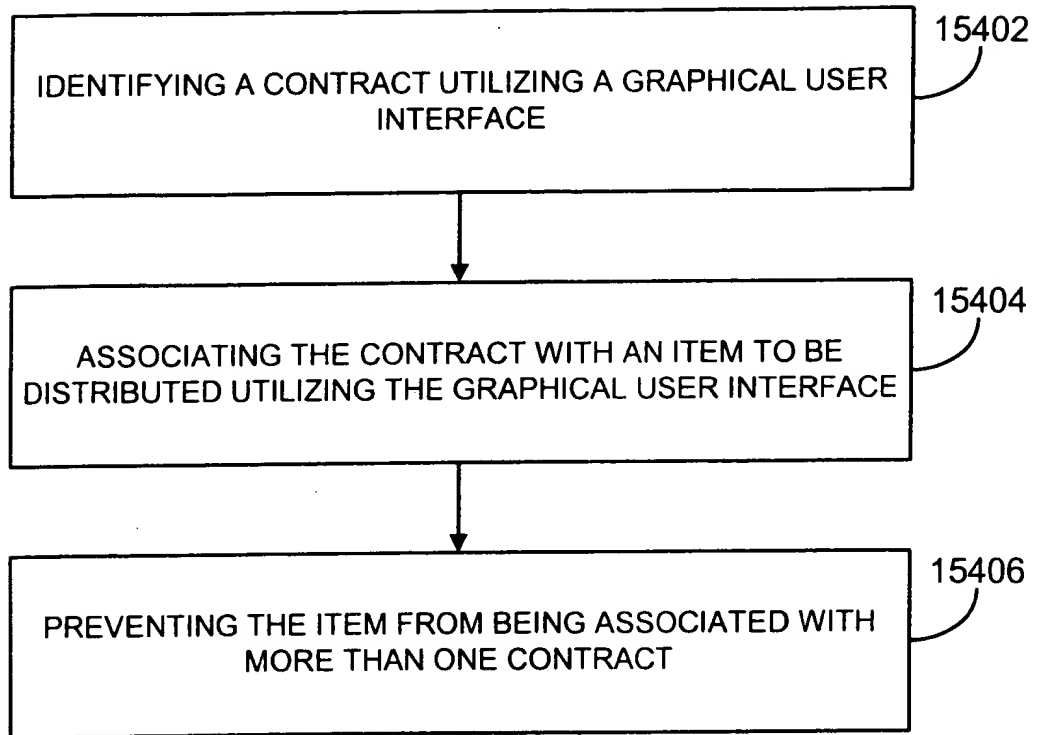 15402
IDENTIFYING A CONTRACT UTILIZING A GRAPHICAL USER
INTERFACE
15404
ASSOCIATING THE CONTRACT WITH AN ITEM TO BE
DISTRIBUTED UTILIZING THE GRAPHICAL USER INTERFACE
15406
PREVENTING THE ITEM FROM BEING ASSOCIATED WITH
MORE THAN ONE CONTRACT